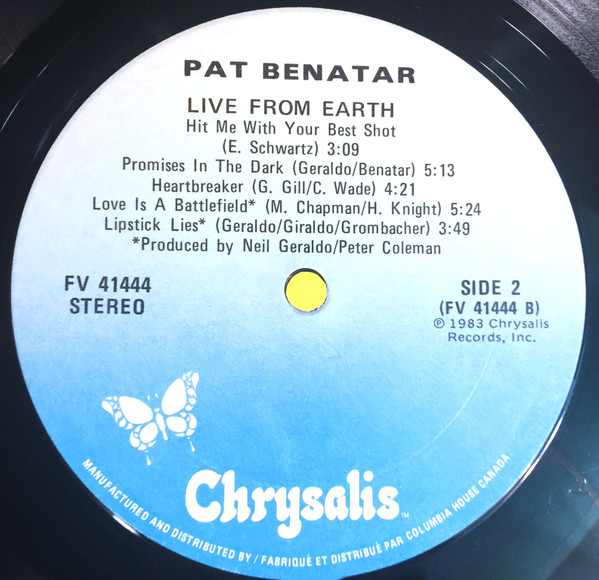 PAT BENATAR
LIVE FROM EARTH
Hit Me With Your Best Shot
(E. Schwartz) 3:09
Promises In The Dark (Geraldo/Benatar) 5:13
Heartbreaker (G. Gill/C. Wade) 4:21
Love Is A Battlefield* (M. Chapman/H. Knight) 5:24
Lipstick Lies* (Geraldo/Giraldo/Grombacher) 3:49
*Produced by Neil Geraldo/Peter Coleman
FV 41444
STEREO
SIDE 2
(FV 41444 B)
℗ 1983 Chrysalis
Records, Inc.
Chrysalis™
MANUFACTURED AND DISTRIBUTED BY / FABRIQUÉ ET DISTRIBUÉ PAR COLUMBIA HOUSE CANADA